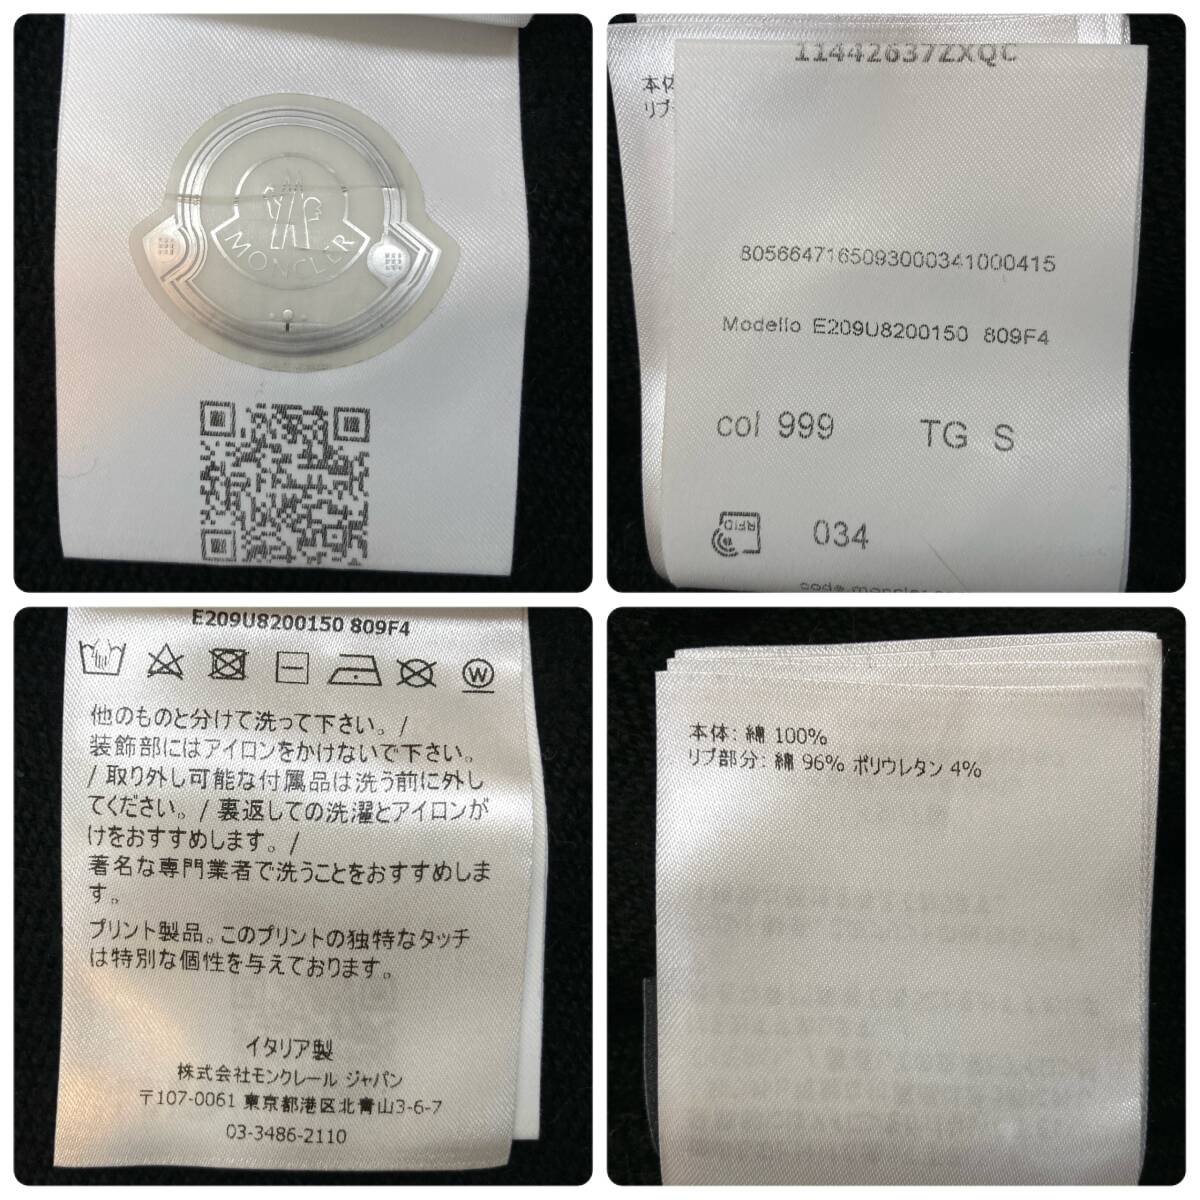 MONCLER
11442637ZXQC
本体
リブ
8056647165093000341000415
Modello E209U8200150 809F4
col 999 TG S
RFID
034
code.moncler.co
E209U8200150 809F4
W
他のものと分けて洗って下さい。/
装飾部にはアイロンをかけないで下さい。
/ 取り外し可能な付属品は洗う前に外し
てください。/ 裏返しての洗濯とアイロンが
けをおすすめします。/
著名な専門業者で洗うことをおすすめしま
す。
プリント製品。このプリントの独特なタッチ
は特別な個性を与えております。
イタリア製
株式会社モンクレール ジャパン
〒107-0061 東京都港区北青山3-6-7
03-3486-2110
本体: 綿 100%
リブ部分: 綿 96% ポリウレタン 4%